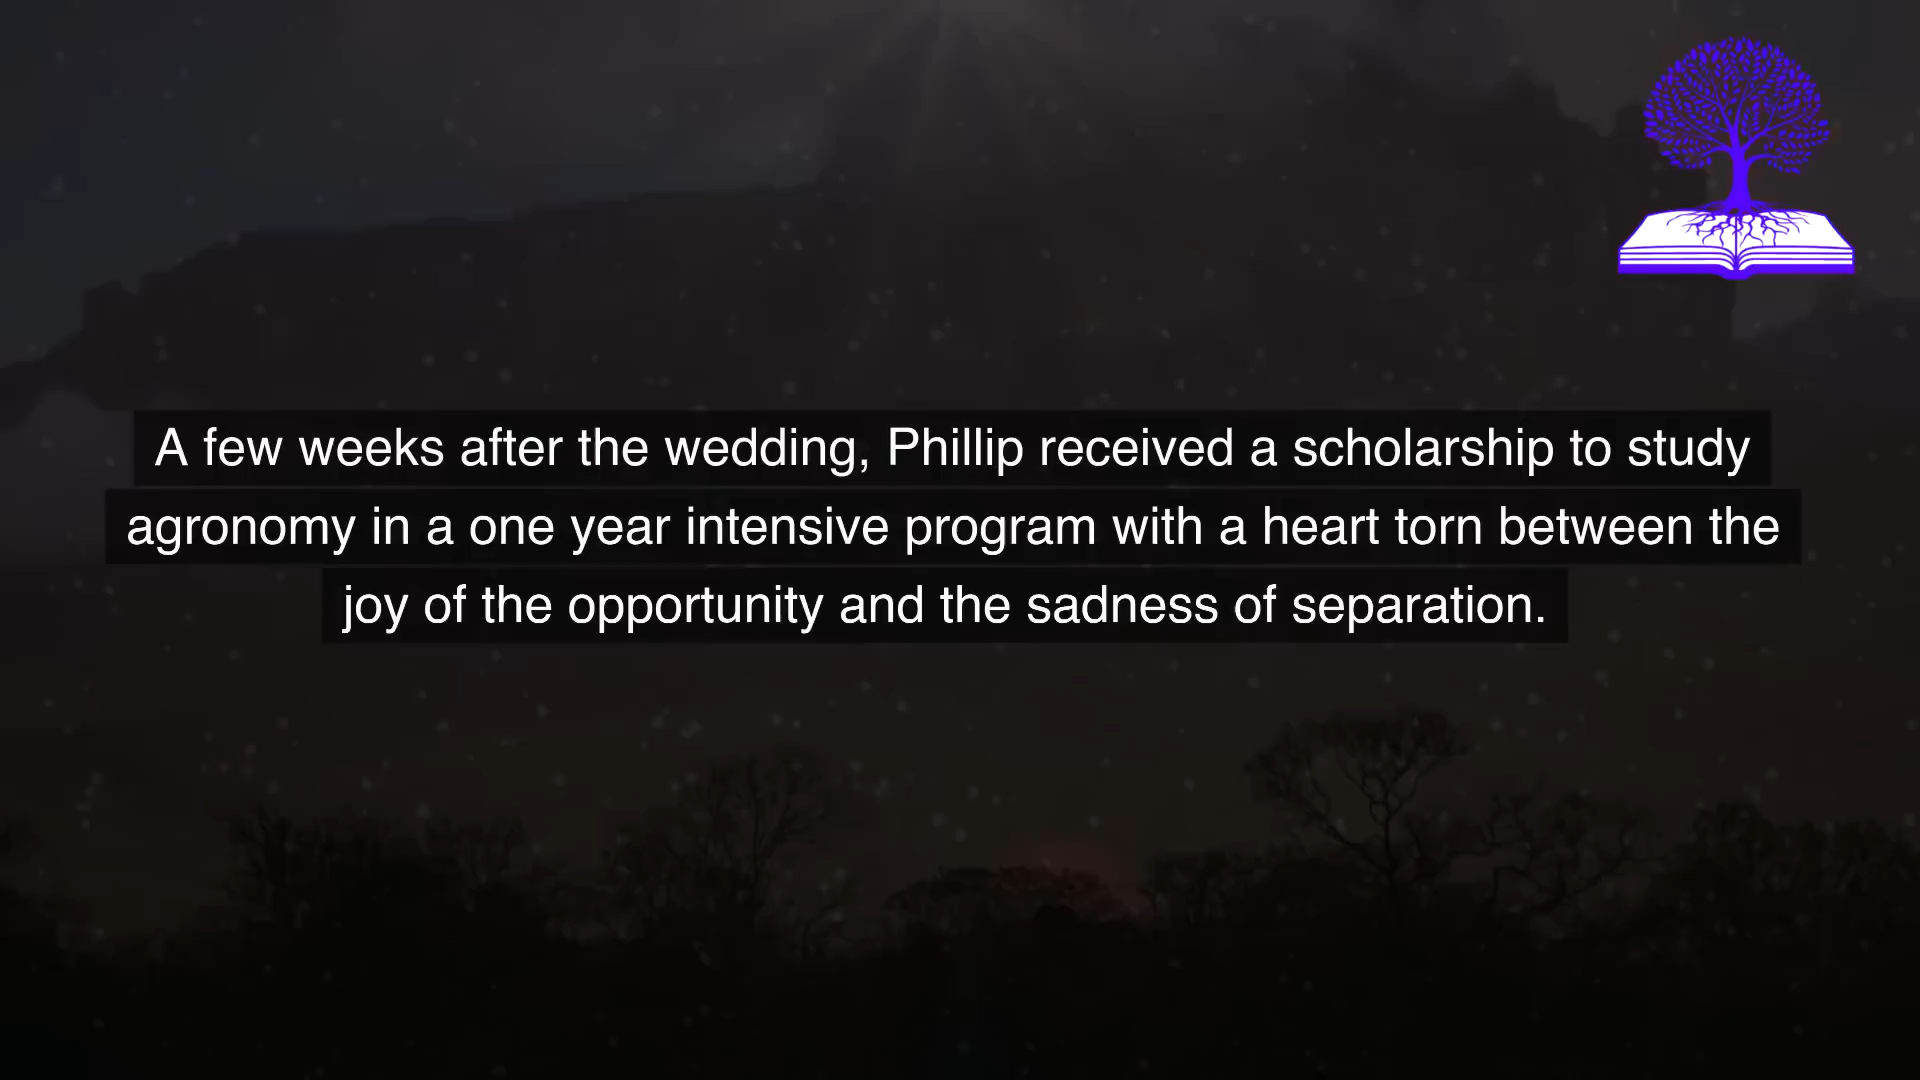 A few weeks after the wedding, Phillip received a scholarship to study
agronomy in a one year intensive program with a heart torn between the
joy of the opportunity and the sadness of separation.